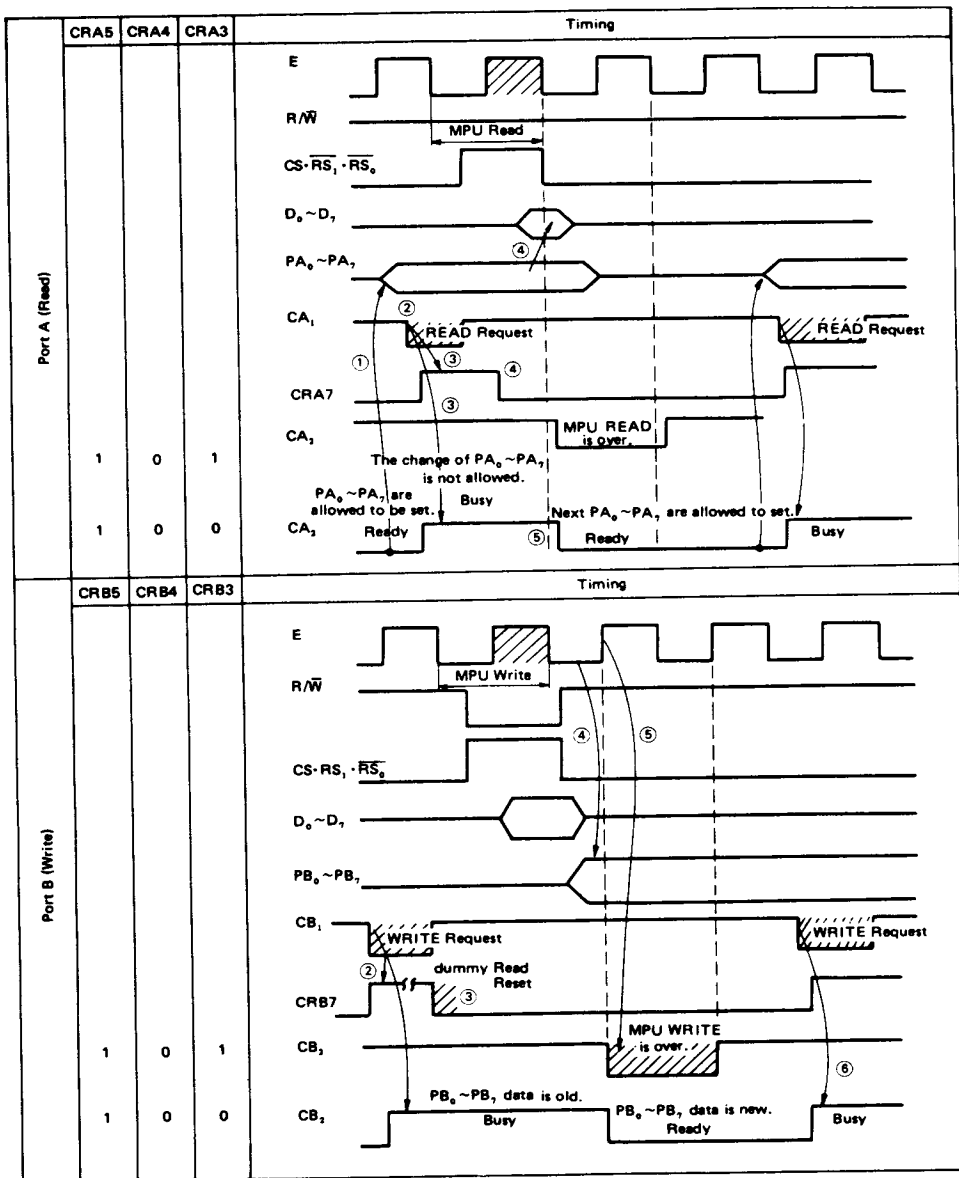 CRA5 CRA4 CRA3 Timing
Port A (Read)
E
R/W̅
MPU Read
CS·R̅S̅₁·R̅S̅₀
D₀~D₇
④
PA₀~PA₇
②
CA₁
READ Request
READ Request
①
③
④
CRA7
③
CA₂
MPU READ
is over.
1 0 1
The change of PA₀~PA₇
is not allowed.
PA₀~PA₇ are
allowed to be set.
Busy
Next PA₀~PA₇ are allowed to set.
1 0 0
CA₂
Ready
⑤
Ready
Busy
CRB5 CRB4 CRB3 Timing
Port B (Write)
E
R/W̅
MPU Write
④
⑤
CS·RS₁·R̅S̅₀
D₀~D₇
PB₀~PB₇
CB₁
WRITE Request
WRITE Request
②
dummy Read
Reset
CRB7
③
MPU WRITE
is over.
1 0 1
CB₂
⑥
PB₀~PB₇ data is old.
PB₀~PB₇ data is new.
1 0 0
CB₂
Busy
Ready
Busy